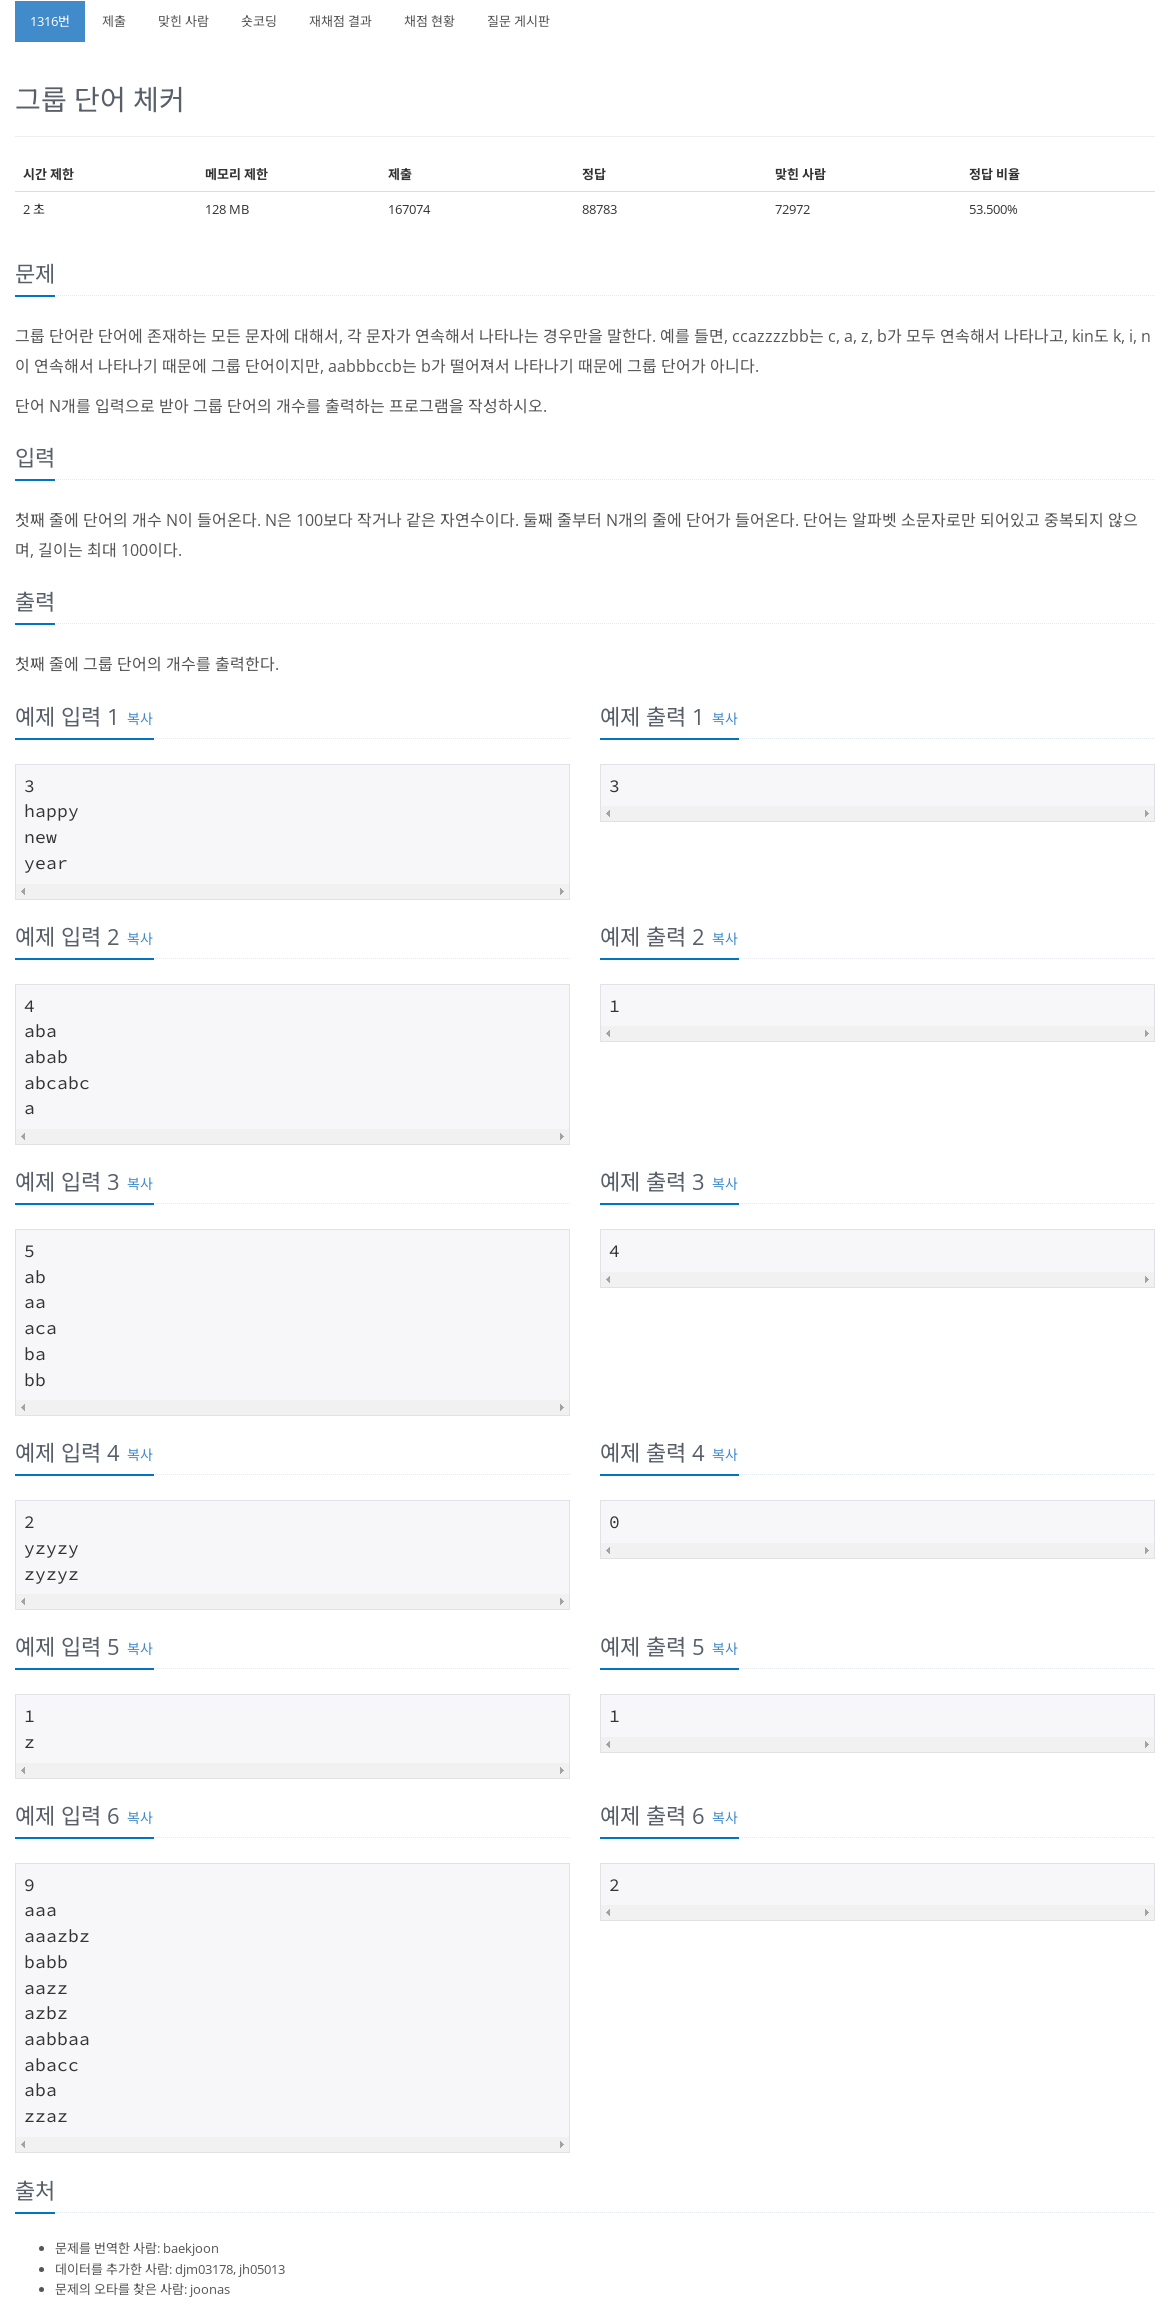 1316번 제출 맞힌 사람 숏코딩 재채점 결과 채점 현황 질문 게시판
그룹 단어 체커
시간 제한 메모리 제한 제출 정답 맞힌 사람 정답 비율
2 초 128 MB 167074 88783 72972 53.500%
문제
그룹 단어란 단어에 존재하는 모든 문자에 대해서, 각 문자가 연속해서 나타나는 경우만을 말한다. 예를 들면, ccazzzzbb는 c, a, z, b가 모두 연속해서 나타나고, kin도 k, i, n
이 연속해서 나타나기 때문에 그룹 단어이지만, aabbbccb는 b가 떨어져서 나타나기 때문에 그룹 단어가 아니다.
단어 N개를 입력으로 받아 그룹 단어의 개수를 출력하는 프로그램을 작성하시오.
입력
첫째 줄에 단어의 개수 N이 들어온다. N은 100보다 작거나 같은 자연수이다. 둘째 줄부터 N개의 줄에 단어가 들어온다. 단어는 알파벳 소문자로만 되어있고 중복되지 않으
며, 길이는 최대 100이다.
출력
첫째 줄에 그룹 단어의 개수를 출력한다.
예제 입력 1 복사
3
happy
new
year
예제 출력 1 복사
3
예제 입력 2 복사
4
aba
abab
abcabc
a
예제 출력 2 복사
1
예제 입력 3 복사
5
ab
aa
aca
ba
bb
예제 출력 3 복사
4
예제 입력 4 복사
2
yzyzy
zyzyz
예제 출력 4 복사
0
예제 입력 5 복사
1
z
예제 출력 5 복사
1
예제 입력 6 복사
9
aaa
aaazbz
babb
aazz
azbz
aabbaa
abacc
aba
zzaz
예제 출력 6 복사
2
출처
• 문제를 번역한 사람: baekjoon
• 데이터를 추가한 사람: djm03178, jh05013
• 문제의 오타를 찾은 사람: joonas